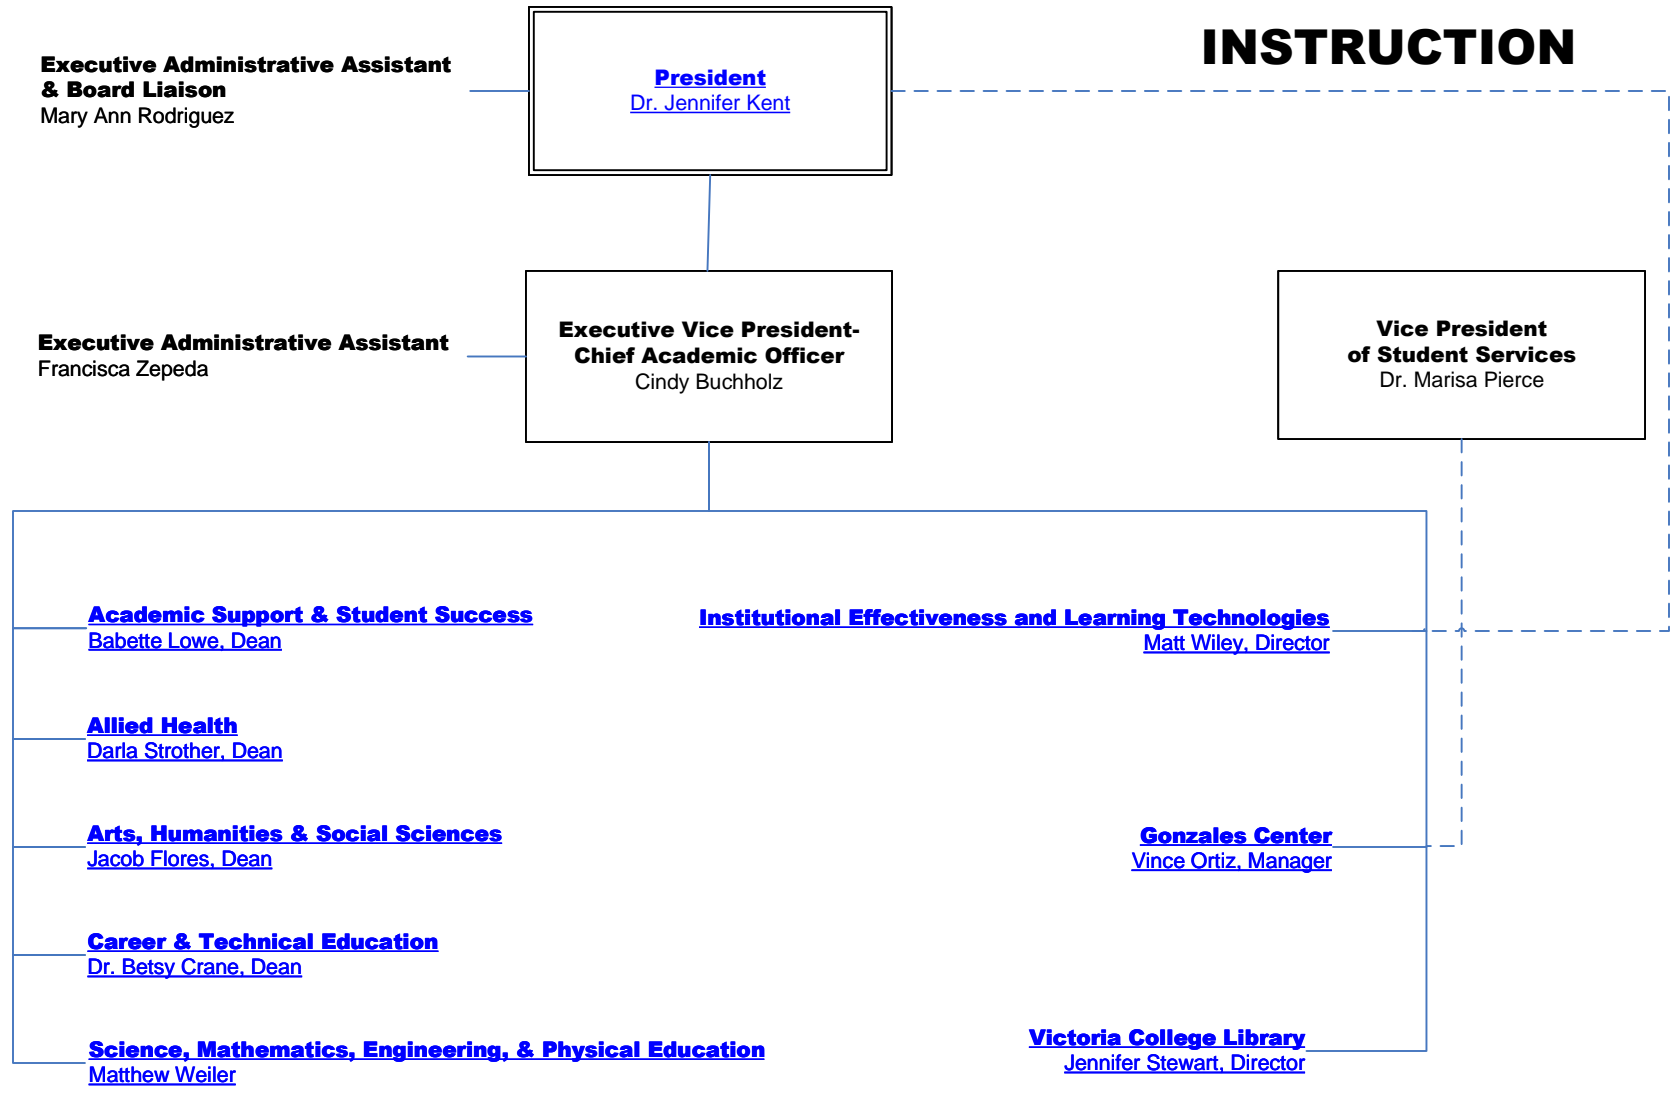 INSTRUCTION
Executive Administrative Assistant
& Board Liaison
Mary Ann Rodriguez
President
Dr. Jennifer Kent
Executive Administrative Assistant
Francisca Zepeda
Executive Vice President-
Chief Academic Officer
Cindy Buchholz
Vice President
of Student Services
Dr. Marisa Pierce
Academic Support & Student Success
Babette Lowe, Dean
Allied Health
Darla Strother, Dean
Arts, Humanities & Social Sciences
Jacob Flores, Dean
Career & Technical Education
Dr. Betsy Crane, Dean
Science, Mathematics, Engineering, & Physical Education
Matthew Weiler
Institutional Effectiveness and Learning Technologies
Matt Wiley, Director
Gonzales Center
Vince Ortiz, Manager
Victoria College Library
Jennifer Stewart, Director